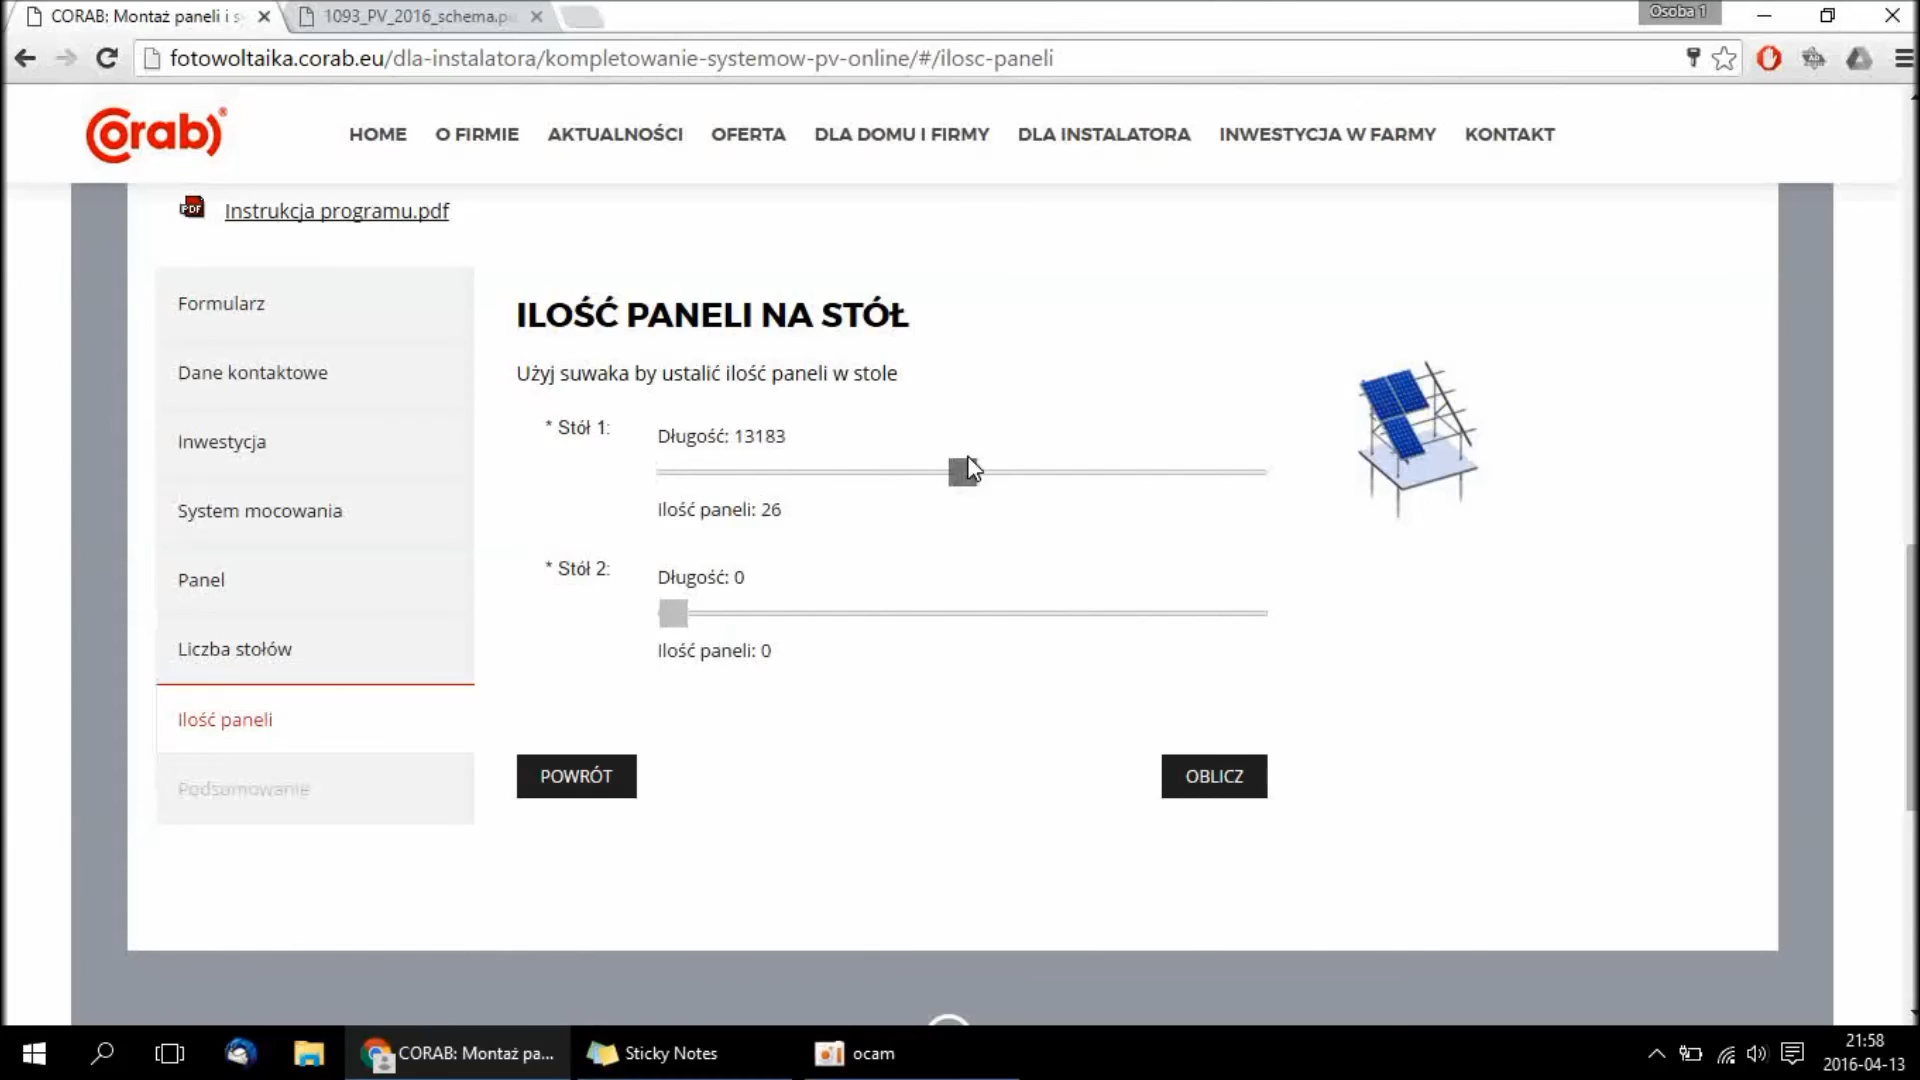 CORAB: Montaż paneli i s
1093_PV_2016_schema.p
Osoba 1
fotowoltaika.corab.eu/dla-instalatora/kompletowanie-systemow-pv-online/#/ilosc-paneli
Corab®
HOME O FIRMIE AKTUALNOŚCI OFERTA DLA DOMU I FIRMY DLA INSTALATORA INWESTYCJA W FARMY KONTAKT
PDF Instrukcja programu.pdf
Formularz
Dane kontaktowe
Inwestycja
System mocowania
Panel
Liczba stołów
Ilość paneli
Podsumowanie
ILOŚĆ PANELI NA STÓŁ
Użyj suwaka by ustalić ilość paneli w stole
* Stół 1:
Długość: 13183
Ilość paneli: 26
* Stół 2:
Długość: 0
Ilość paneli: 0
POWRÓT
OBLICZ
CORAB: Montaż pa...
Sticky Notes
ocam
21:58
2016-04-13